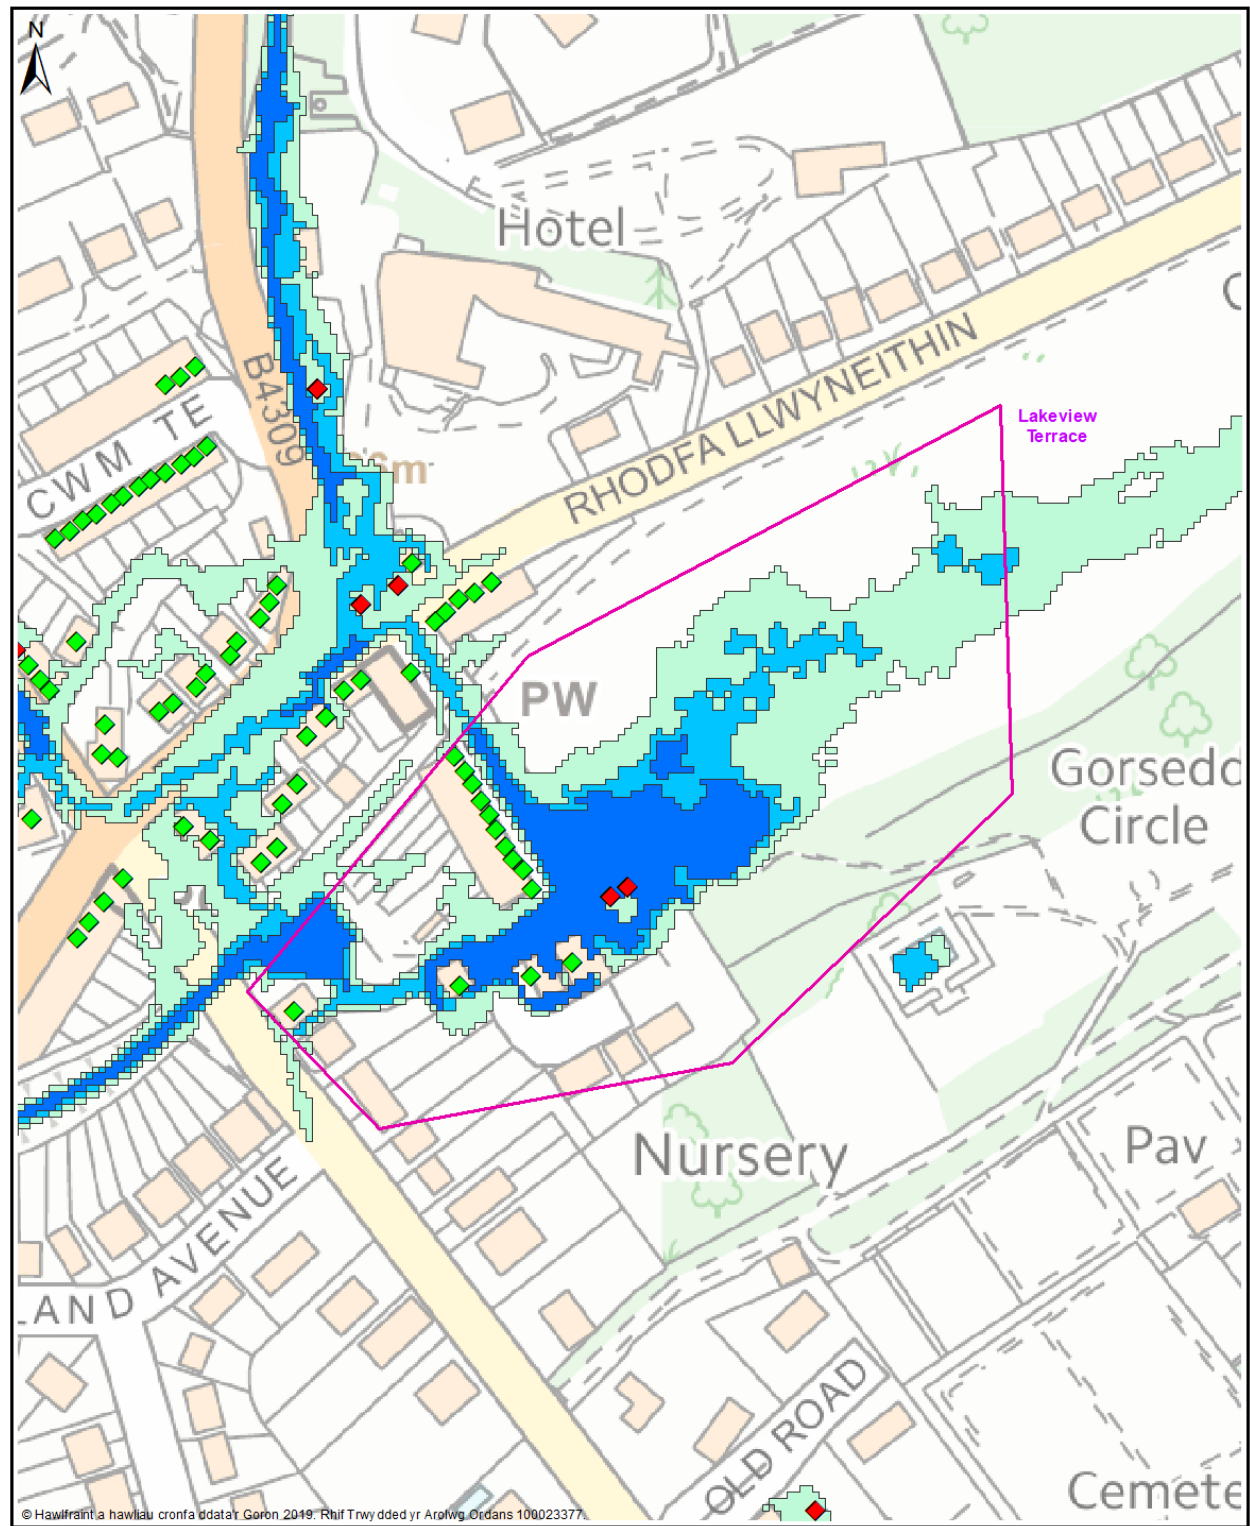 N
Hotel
B4309
CWM TE
RHODFA LLWYNEITHIN
Lakeview
Terrace
PW
Gorsedd
Circle
Nursery
Pav
LAND AVENUE
OLD ROAD
Cemete
© Hawlfraint a hawliau cronfa ddata'r Goron 2019. Rhif Trwydded yr Arolwg Ordans 100023377.